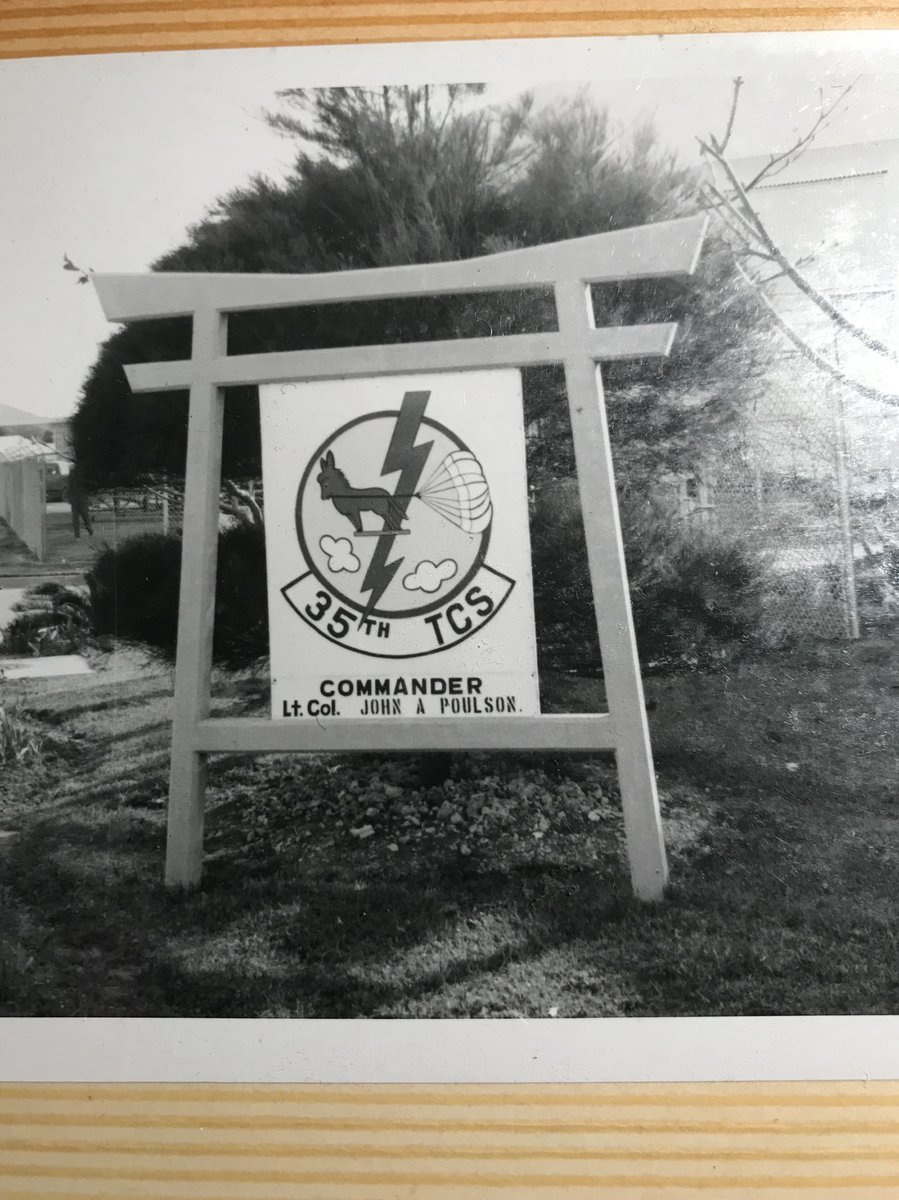 35TH TCS
COMMANDER
Lt. Col. JOHN A POULSON.